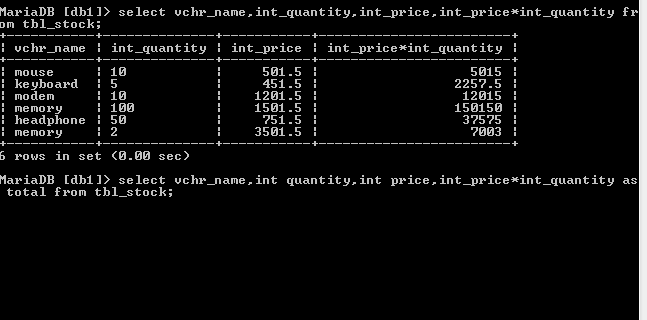 MariaDB [db1]> select vchr_name,int_quantity,int_price,int_price*int_quantity fr
om tbl_stock;
+-----------+--------------+-----------+------------------------+
| vchr_name | int_quantity | int_price | int_price*int_quantity |
+-----------+--------------+-----------+------------------------+
| mouse | 10 | 501.5 | 5015 |
| keyboard | 5 | 451.5 | 2257.5 |
| modem | 10 | 1201.5 | 12015 |
| memory | 100 | 1501.5 | 150150 |
| headphone | 50 | 751.5 | 37575 |
| memory | 2 | 3501.5 | 7003 |
+-----------+--------------+-----------+------------------------+
6 rows in set (0.00 sec)
MariaDB [db1]> select vchr_name,int quantity,int price,int_price*int_quantity as
total from tbl_stock;